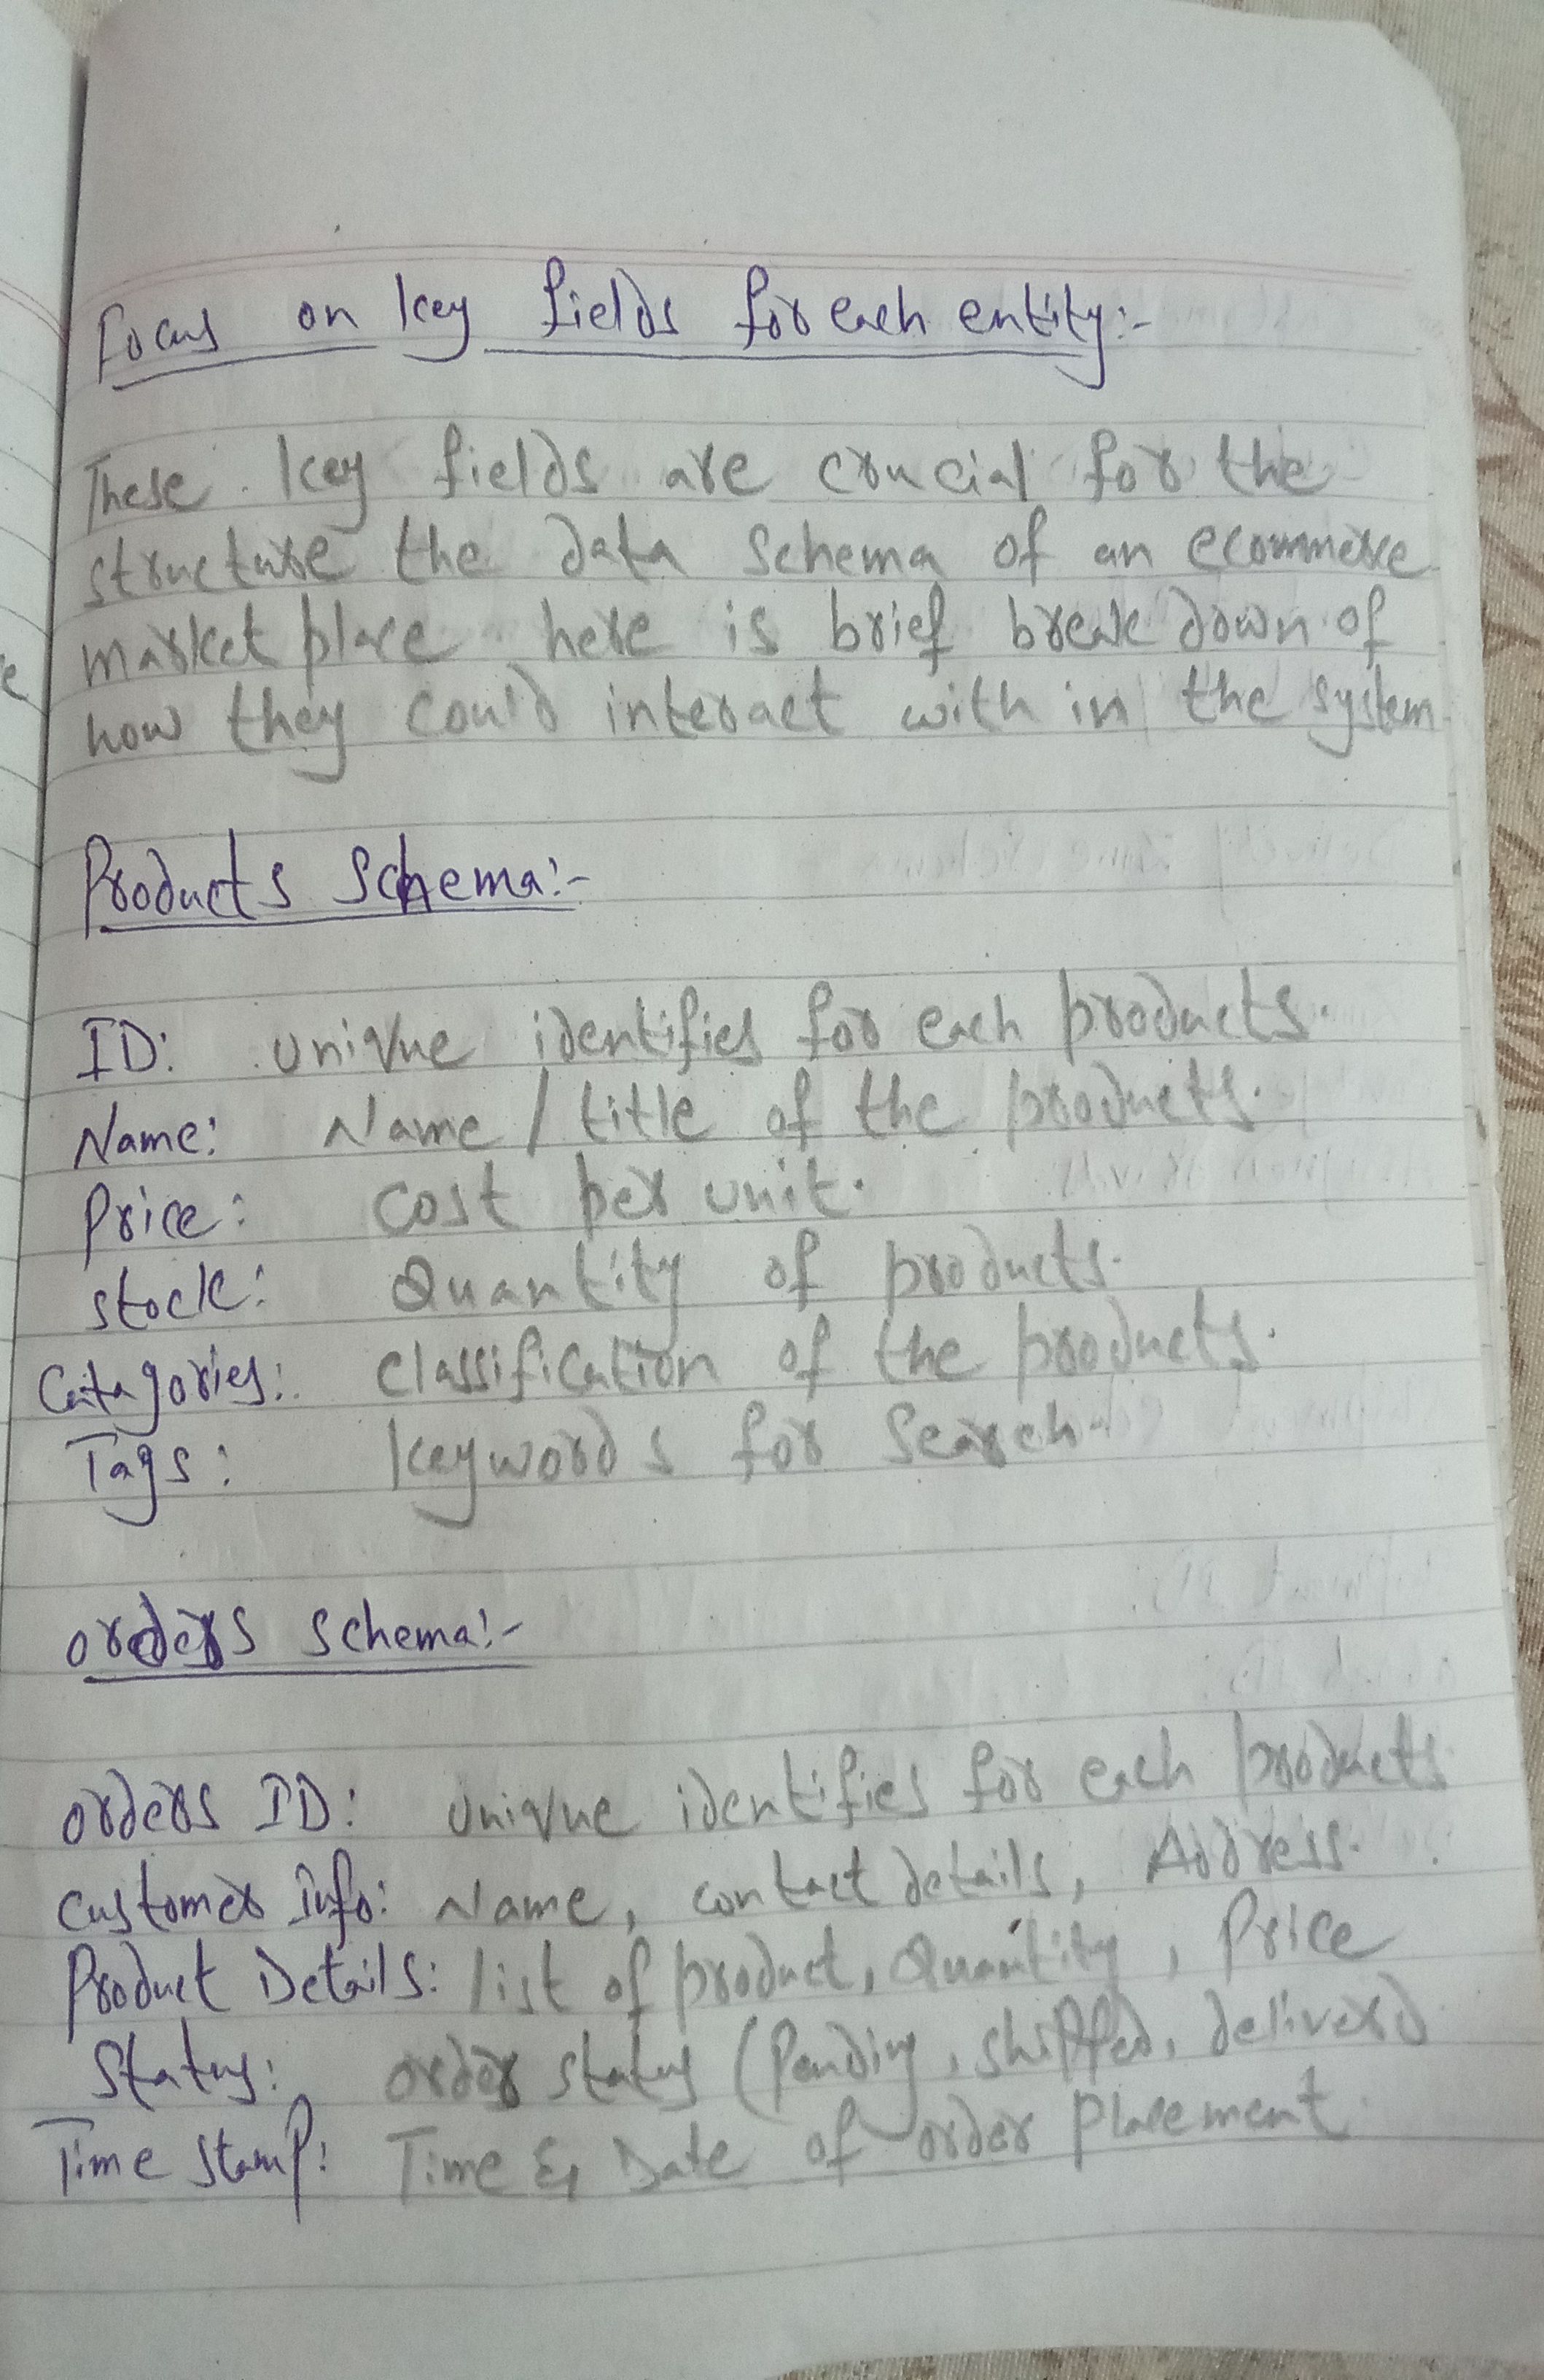 Focus on key fields for each entity:-
These key fields are crucial for the
structure the data schema of an ecommerce
market place here is brief break down of
how they could interact with in the system
Products Schema:-
ID: unique identifies for each products.
Name: Name / title of the products.
Price: cost per unit.
stock: Quantity of products.
Catagories: classification of the products.
Tags: keywords for Search.
orders schema:-
orders ID: unique identifies for each products
customer Info: Name, contact details, Address.
Product Details: list of product, Quantity, Price
Status: order status (Pending, shipped, deliverd
Time stamp: Time & Date of order placement.